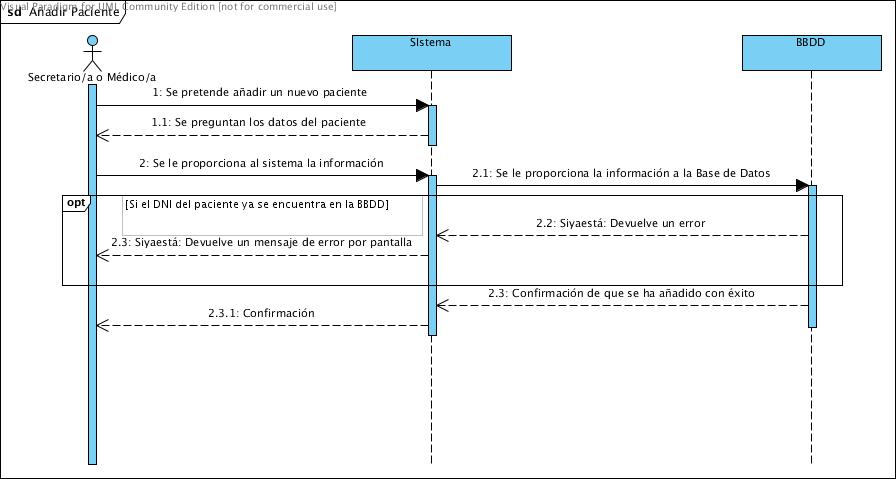 Visual Paradigm for UML Community Edition [not for commercial use]
sd Añadir Paciente
SIstema
BBDD
Secretario/a o Médico/a
1: Se pretende añadir un nuevo paciente
1.1: Se preguntan los datos del paciente
2: Se le proporciona al sistema la información
2.1: Se le proporciona la información a la Base de Datos
opt
[Si el DNI del paciente ya se encuentra en la BBDD]
2.2: Siyaestá: Devuelve un error
2.3: Siyaestá: Devuelve un mensaje de error por pantalla
2.3: Confirmación de que se ha añadido con éxito
2.3.1: Confirmación